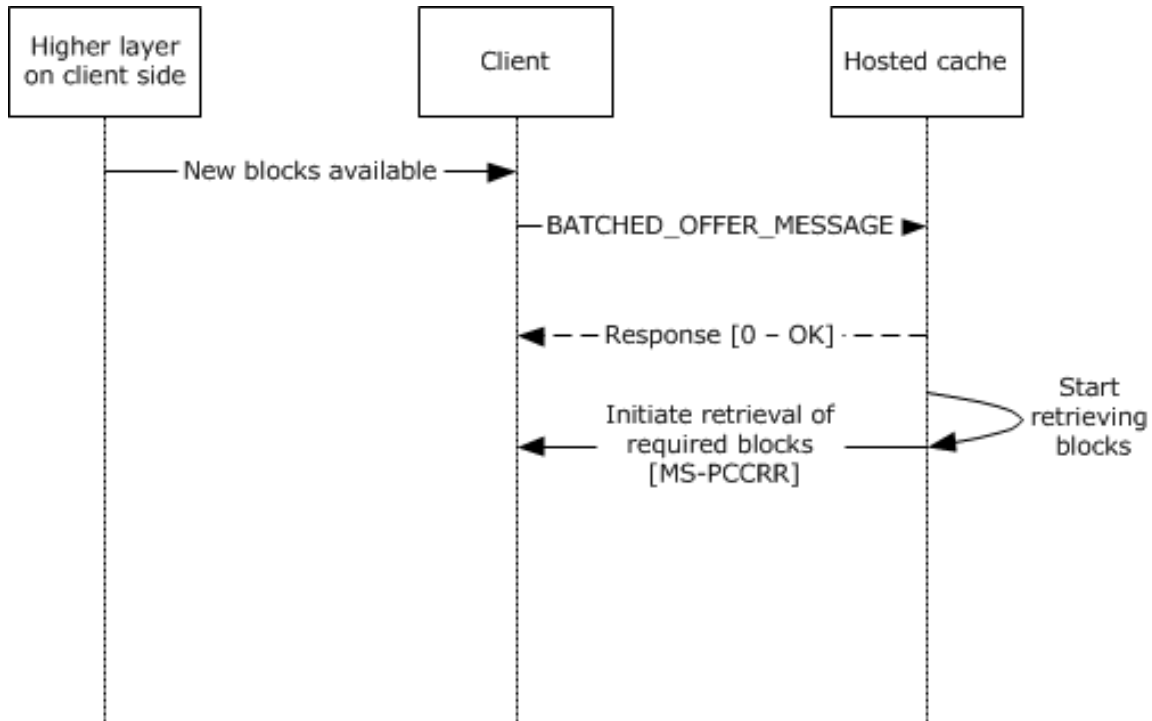 Higher layer
on client side
Client
Hosted cache
New blocks available
BATCHED_OFFER_MESSAGE
Response [0 – OK]
Start
retrieving
blocks
Initiate retrieval of
required blocks
[MS-PCCRR]